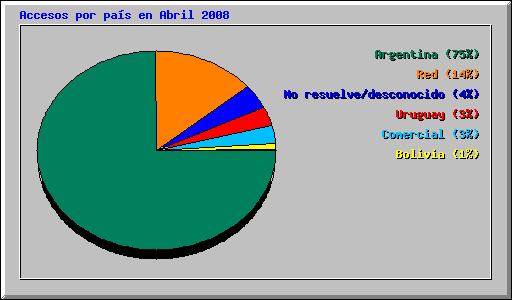 Accesos por país en Abril 2008
Argentina (75%)
Red (14%)
No resuelve/desconocido (4%)
Uruguay (3%)
Comercial (3%)
Bolivia (1%)